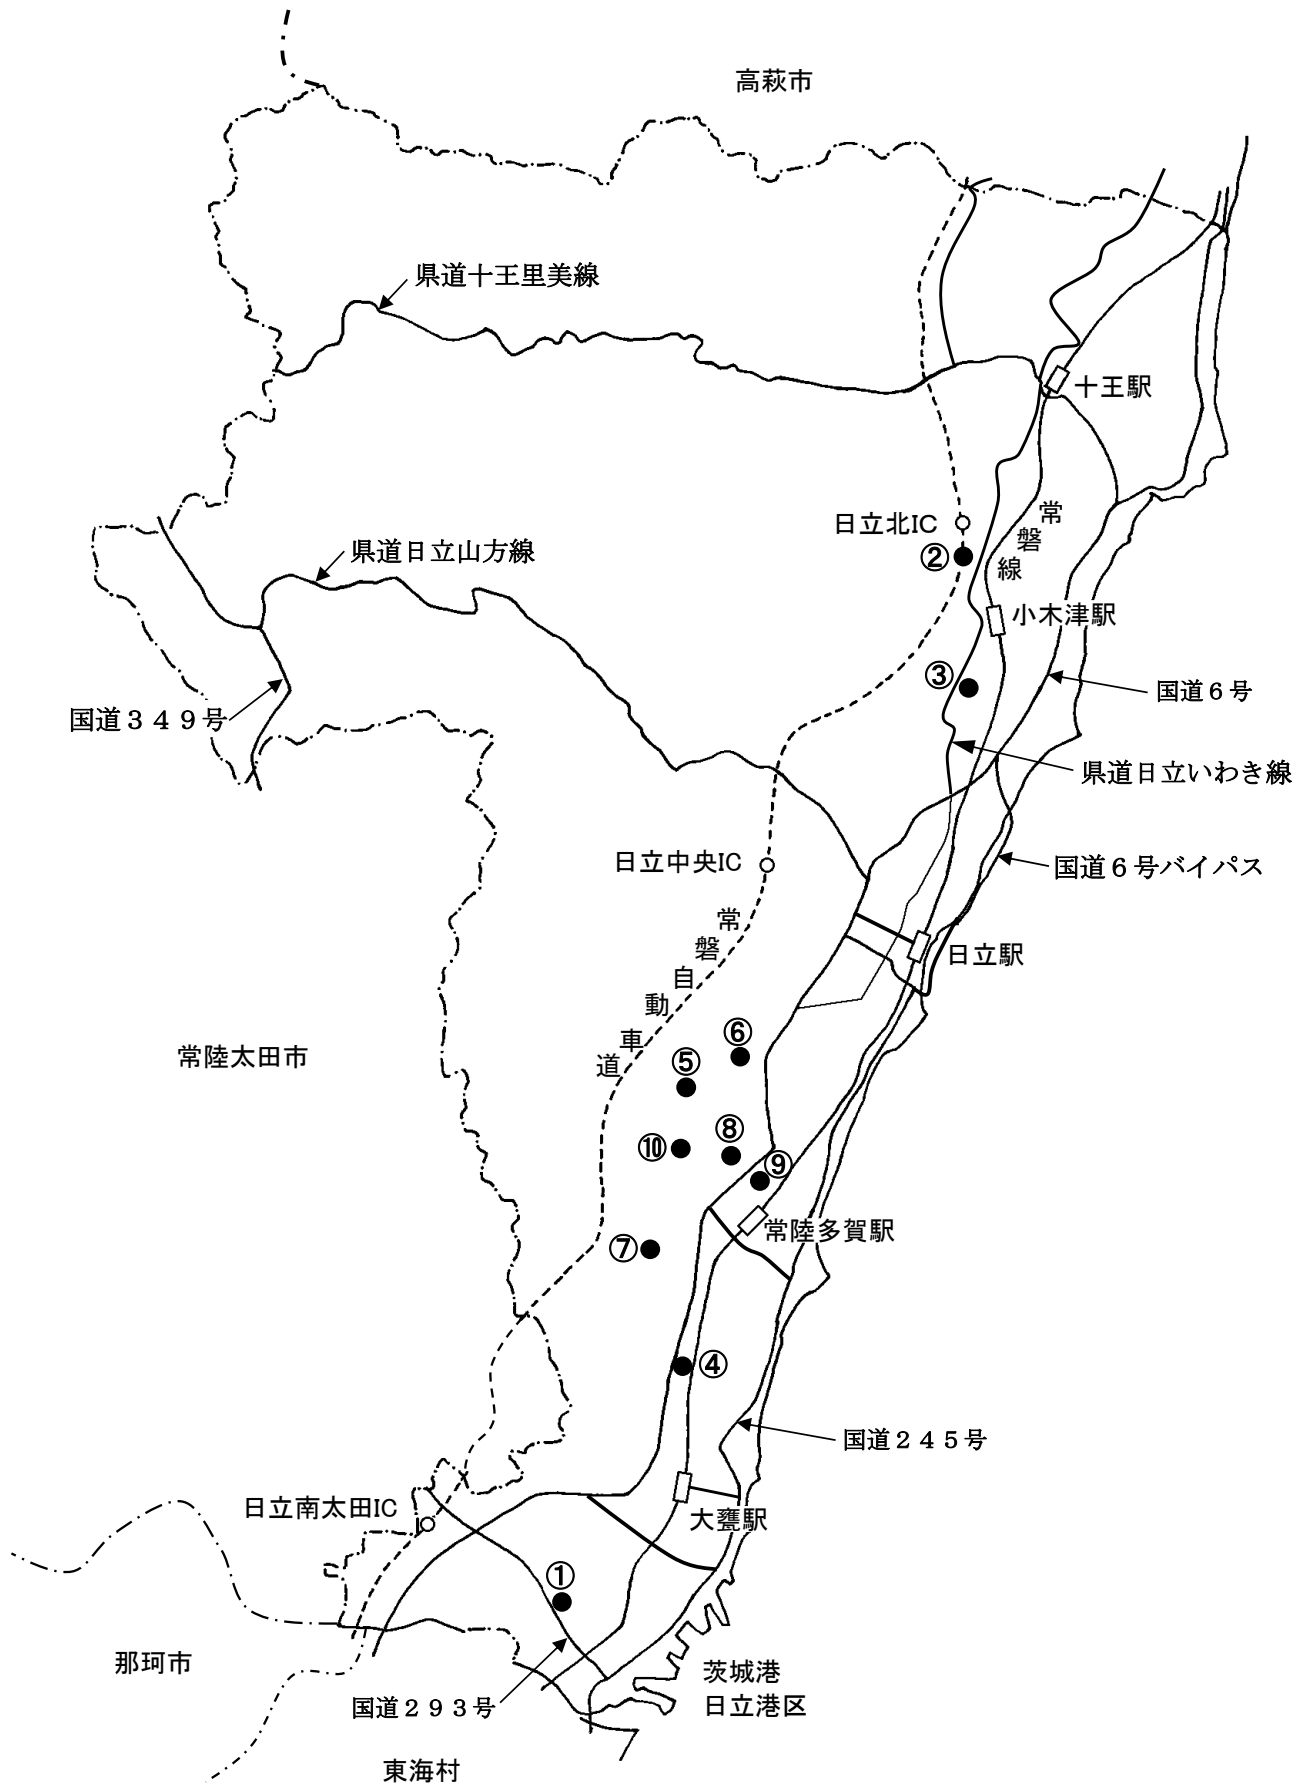 高萩市
県道十王里美線
十王駅
日立北IC
常磐線
②
県道日立山方線
小木津駅
③
国道６号
国道３４９号
県道日立いわき線
日立中央IC
国道６号バイパス
常磐自動車道
日立駅
⑥
常陸太田市
⑤
⑧
⑩
⑨
常陸多賀駅
⑦
④
国道２４５号
日立南太田IC
大甕駅
①
那珂市
茨城港
日立港区
国道２９３号
東海村